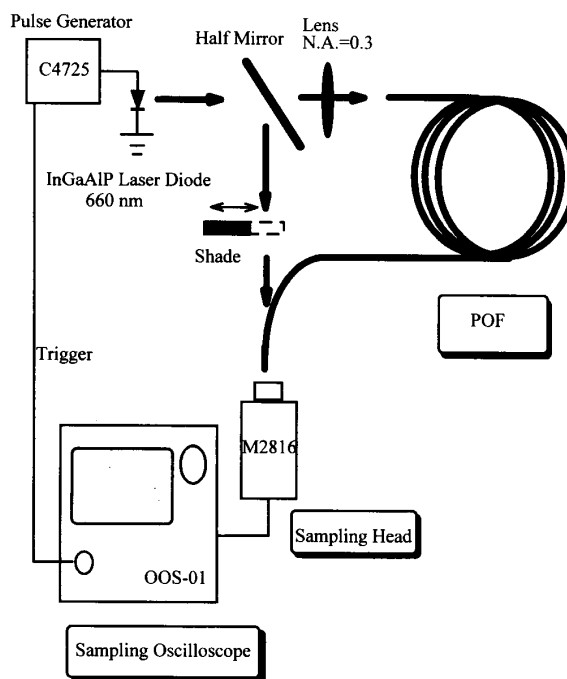 Pulse Generator
C4725
Half Mirror
Lens
N.A.=0.3
InGaAlP Laser Diode
660 nm
Shade
POF
Trigger
M2816
Sampling Head
OOS-01
Sampling Oscilloscope